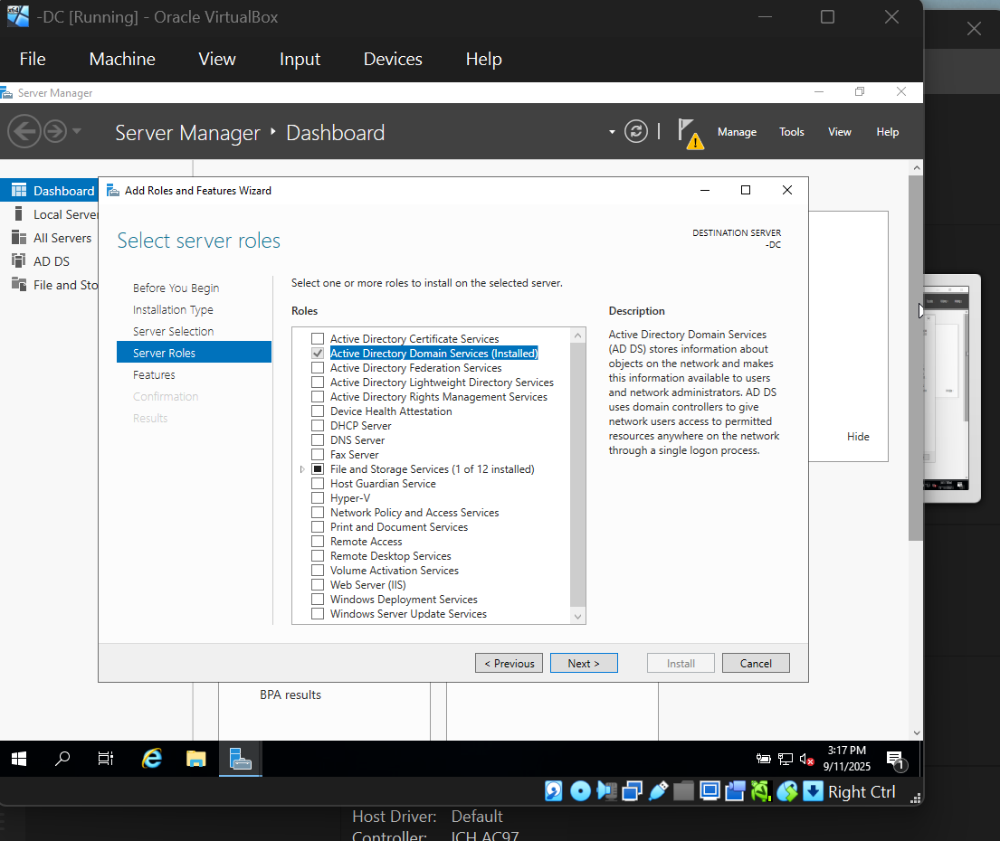 -DC [Running] - Oracle VirtualBox
File Machine View Input Devices Help
Server Manager
Server Manager ‣ Dashboard
Manage Tools View Help
Dashboard
Local Server
All Servers
AD DS
File and Sto
Add Roles and Features Wizard
Select server roles
DESTINATION SERVER
-DC
Before You Begin
Installation Type
Server Selection
Server Roles
Features
Confirmation
Results
Select one or more roles to install on the selected server.
Roles
Active Directory Certificate Services
Active Directory Domain Services (Installed)
Active Directory Federation Services
Active Directory Lightweight Directory Services
Active Directory Rights Management Services
Device Health Attestation
DHCP Server
DNS Server
Fax Server
File and Storage Services (1 of 12 installed)
Host Guardian Service
Hyper-V
Network Policy and Access Services
Print and Document Services
Remote Access
Remote Desktop Services
Volume Activation Services
Web Server (IIS)
Windows Deployment Services
Windows Server Update Services
Description
Active Directory Domain Services
(AD DS) stores information about
objects on the network and makes
this information available to users
and network administrators. AD DS
uses domain controllers to give
network users access to permitted
resources anywhere on the network
through a single logon process.
Hide
< Previous
Next >
Install
Cancel
BPA results
3:17 PM
9/11/2025
1
Right Ctrl
Host Driver: Default
Controller: ICH AC97